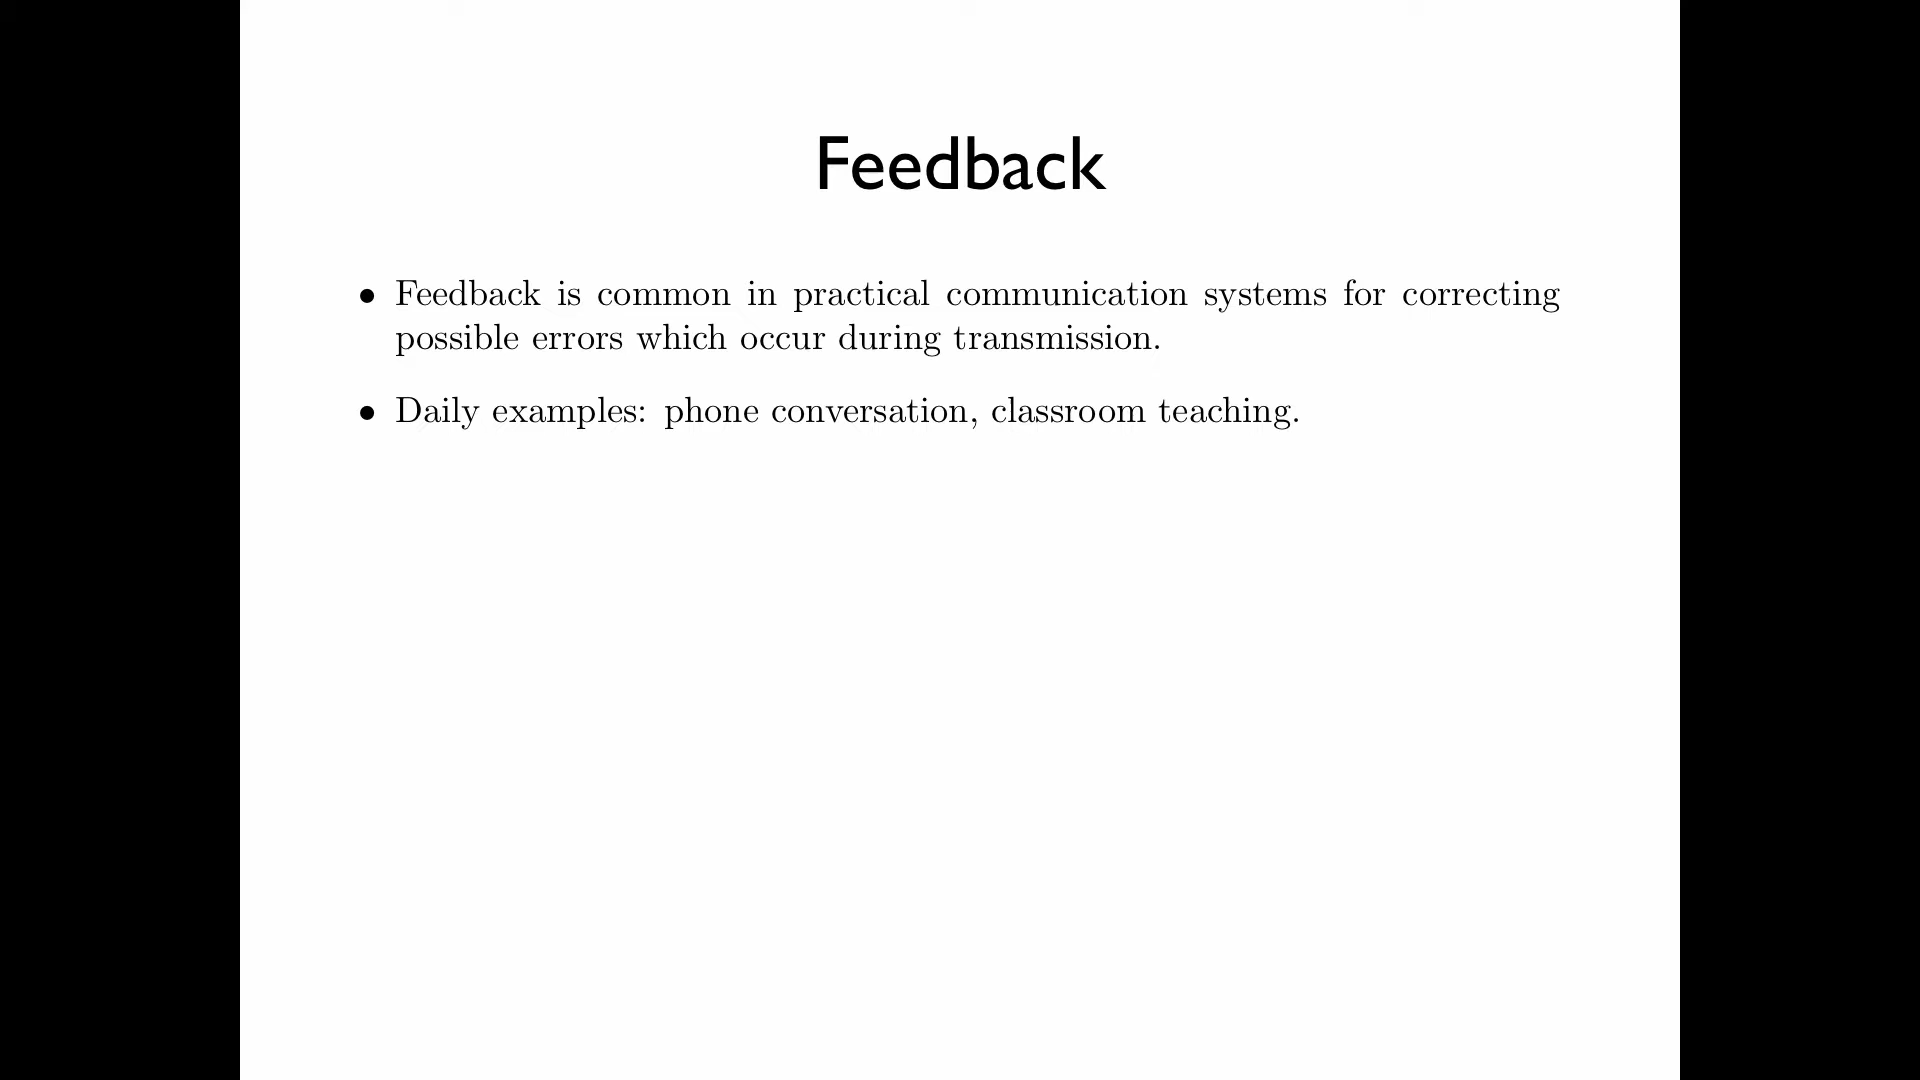 Feedback
• Feedback is common in practical communication systems for correcting
possible errors which occur during transmission.
• Daily examples: phone conversation, classroom teaching.